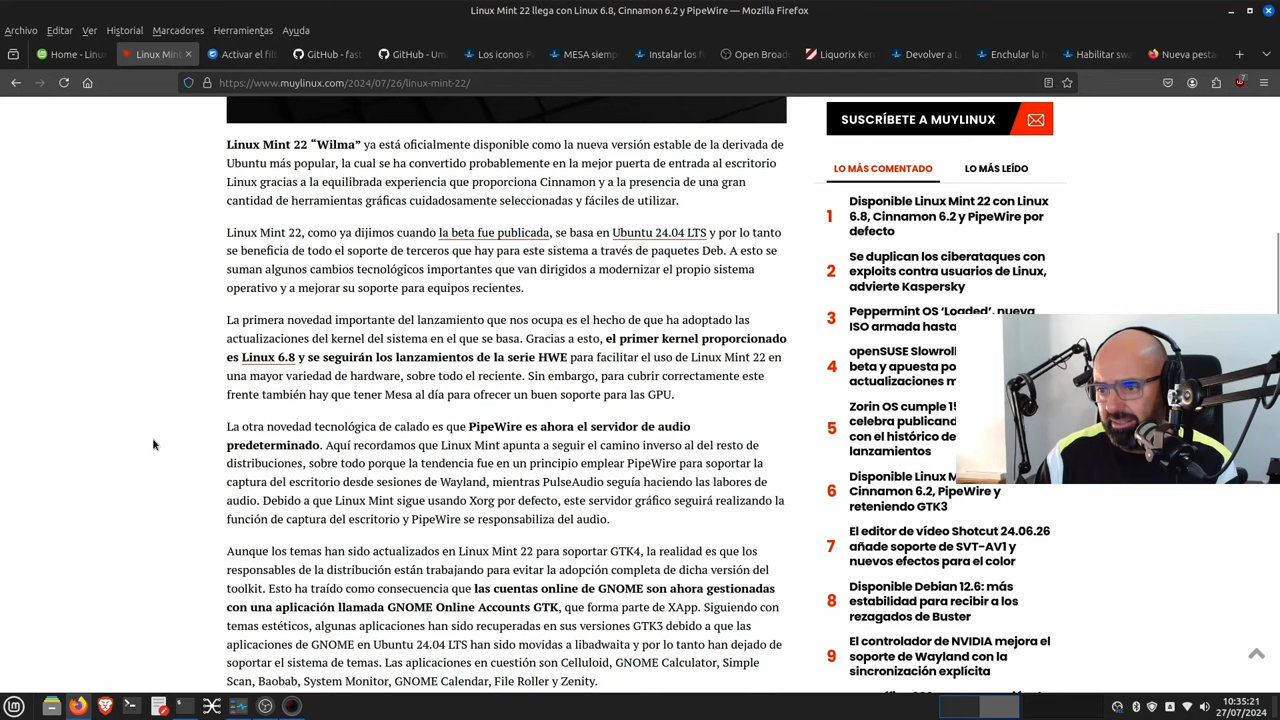 Linux Mint 22 llega con Linux 6.8, Cinnamon 6.2 y PipeWire — Mozilla Firefox
Archivo Editar Ver Historial Marcadores Herramientas Ayuda
Home - Linu
Linux Min
Activar el fil
GitHub - fast
GitHub - Um
Los iconos P
MESA siemp
Instalar los f
Open Broad
Liquorix Ker
Devolver a L
Enchular la t
Habilitar swa
Nueva pesta
https://www.muylinux.com/2024/07/26/linux-mint-22/
Linux Mint 22 “Wilma” ya está oficialmente disponible como la nueva versión estable de la derivada de
Ubuntu más popular, la cual se ha convertido probablemente en la mejor puerta de entrada al escritorio
Linux gracias a la equilibrada experiencia que proporciona Cinnamon y a la presencia de una gran
cantidad de herramientas gráficas cuidadosamente seleccionadas y fáciles de utilizar.
Linux Mint 22, como ya dijimos cuando la beta fue publicada, se basa en Ubuntu 24.04 LTS y por lo tanto
se beneficia de todo el soporte de terceros que hay para este sistema a través de paquetes Deb. A esto se
suman algunos cambios tecnológicos importantes que van dirigidos a modernizar el propio sistema
operativo y a mejorar su soporte para equipos recientes.
La primera novedad importante del lanzamiento que nos ocupa es el hecho de que ha adoptado las
actualizaciones del kernel del sistema en el que se basa. Gracias a esto, el primer kernel proporcionado
es Linux 6.8 y se seguirán los lanzamientos de la serie HWE para facilitar el uso de Linux Mint 22 en
una mayor variedad de hardware, sobre todo el reciente. Sin embargo, para cubrir correctamente este
frente también hay que tener Mesa al día para ofrecer un buen soporte para las GPU.
La otra novedad tecnológica de calado es que PipeWire es ahora el servidor de audio
predeterminado. Aquí recordamos que Linux Mint apunta a seguir el camino inverso al del resto de
distribuciones, sobre todo porque la tendencia fue en un principio emplear PipeWire para soportar la
captura del escritorio desde sesiones de Wayland, mientras PulseAudio seguía haciendo las labores de
audio. Debido a que Linux Mint sigue usando Xorg por defecto, este servidor gráfico seguirá realizando la
función de captura del escritorio y PipeWire se responsabiliza del audio.
Aunque los temas han sido actualizados en Linux Mint 22 para soportar GTK4, la realidad es que los
responsables de la distribución están trabajando para evitar la adopción completa de dicha versión del
toolkit. Esto ha traído como consecuencia que las cuentas online de GNOME son ahora gestionadas
con una aplicación llamada GNOME Online Accounts GTK, que forma parte de XApp. Siguiendo con
temas estéticos, algunas aplicaciones han sido recuperadas en sus versiones GTK3 debido a que las
aplicaciones de GNOME en Ubuntu 24.04 LTS han sido movidas a libadwaita y por lo tanto han dejado de
soportar el sistema de temas. Las aplicaciones en cuestión son Celluloid, GNOME Calculator, Simple
Scan, Baobab, System Monitor, GNOME Calendar, File Roller y Zenity.
SUSCRÍBETE A MUYLINUX
LO MÁS COMENTADO
LO MÁS LEÍDO
1
Disponible Linux Mint 22 con Linux
6.8, Cinnamon 6.2 y PipeWire por
defecto
2
Se duplican los ciberataques con
exploits contra usuarios de Linux,
advierte Kaspersky
3
Peppermint OS ‘Loaded’, nueva
ISO armada hasta
4
openSUSE Slowroll
beta y apuesta po
actualizaciones m
5
Zorin OS cumple 15
celebra publicand
con el histórico de
lanzamientos
6
Disponible Linux M
Cinnamon 6.2, PipeWire y
reteniendo GTK3
7
El editor de vídeo Shotcut 24.06.26
añade soporte de SVT-AV1 y
nuevos efectos para el color
8
Disponible Debian 12.6: más
estabilidad para recibir a los
rezagados de Buster
9
El controlador de NVIDIA mejora el
soporte de Wayland con la
sincronización explícita
10:35:21
27/07/2024